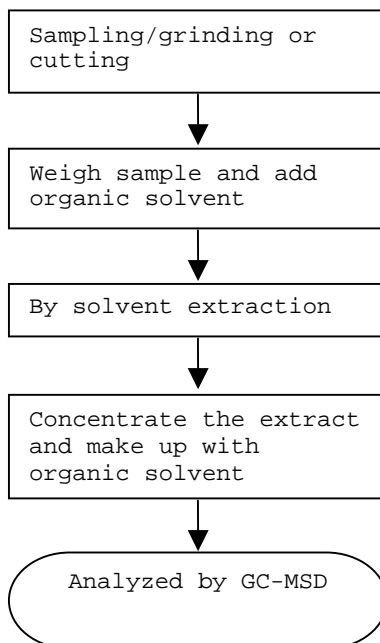 Sampling/grinding or
cutting
Weigh sample and add
organic solvent
By solvent extraction
Concentrate the extract
and make up with
organic solvent
Analyzed by GC-MSD